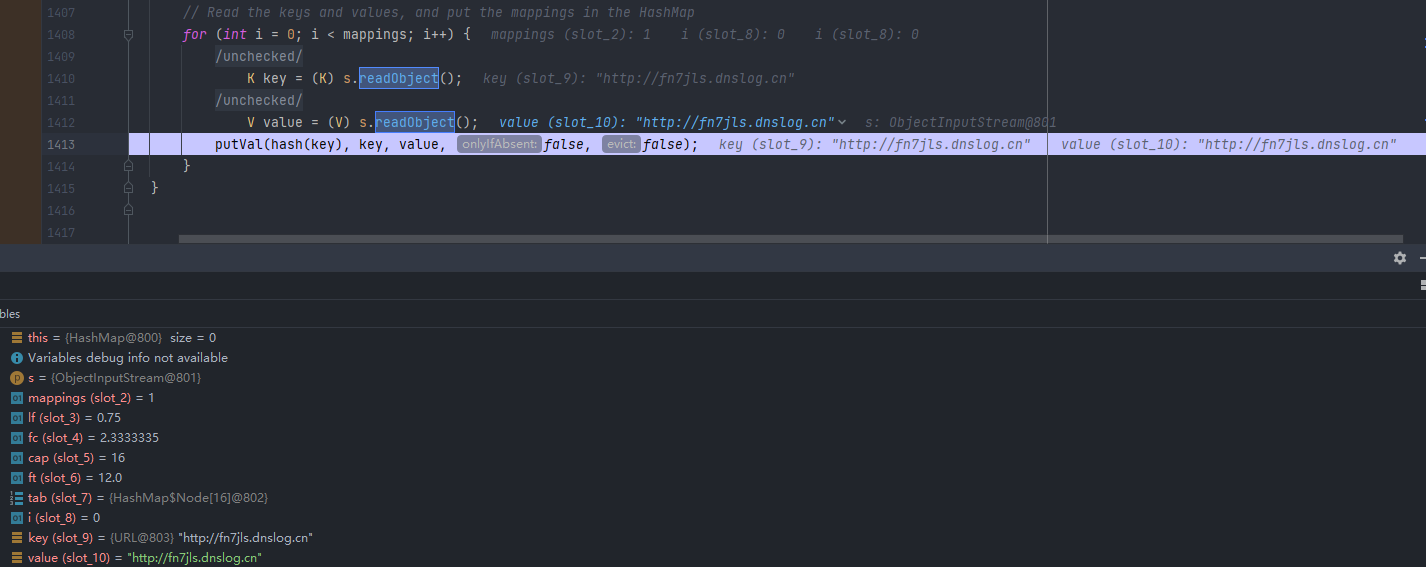 1407 // Read the keys and values, and put the mappings in the HashMap
1408 for (int i = 0; i < mappings; i++) { mappings (slot_2): 1 i (slot_8): 0 i (slot_8): 0
1409 /unchecked/
1410 K key = (K) s.readObject(); key (slot_9): "http://fn7jls.dnslog.cn"
1411 /unchecked/
1412 V value = (V) s.readObject(); value (slot_10): "http://fn7jls.dnslog.cn" s: ObjectInputStream@801
1413 putVal(hash(key), key, value, onlyIfAbsent: false, evict: false); key (slot_9): "http://fn7jls.dnslog.cn" value (slot_10): "http://fn7jls.dnslog.cn"
1414 }
1415 }
1416
1417
bles
this = {HashMap@800} size = 0
Variables debug info not available
p s = {ObjectInputStream@801}
01 mappings (slot_2) = 1
01 lf (slot_3) = 0.75
01 fc (slot_4) = 2.3333335
01 cap (slot_5) = 16
01 ft (slot_6) = 12.0
tab (slot_7) = {HashMap$Node[16]@802}
01 i (slot_8) = 0
key (slot_9) = {URL@803} "http://fn7jls.dnslog.cn"
value (slot_10) = "http://fn7jls.dnslog.cn"